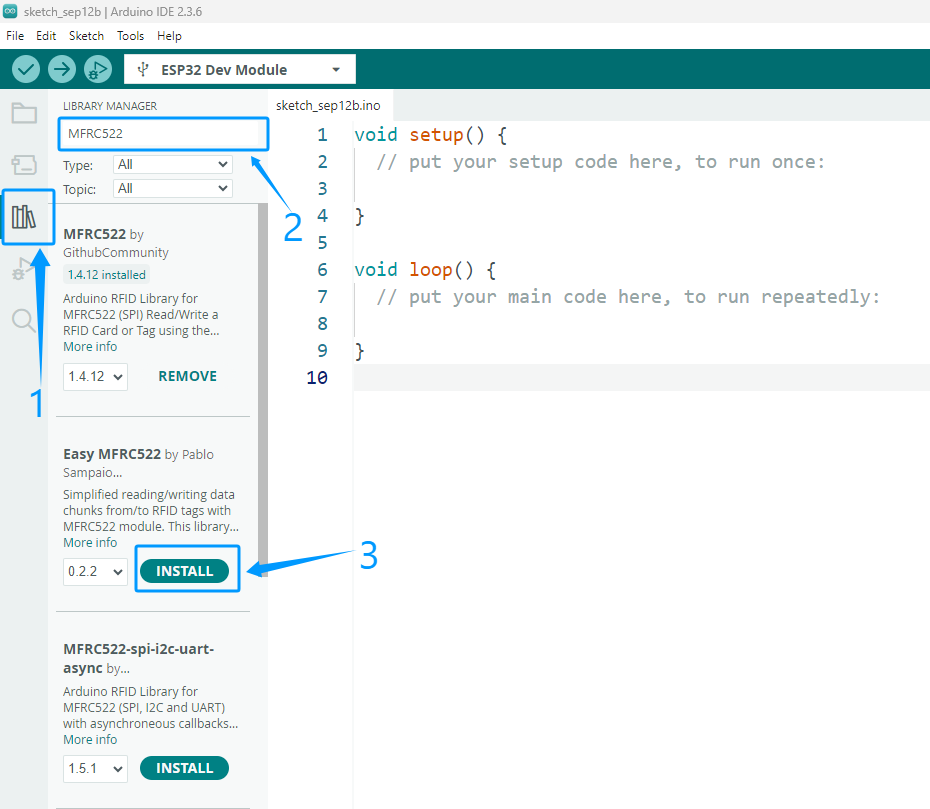 sketch_sep12b | Arduino IDE 2.3.6
File Edit Sketch Tools Help
ESP32 Dev Module
LIBRARY MANAGER
MFRC522
Type: All
Topic: All
2
1
MFRC522 by
GithubCommunity
1.4.12 installed
Arduino RFID Library for
MFRC522 (SPI) Read/Write a
RFID Card or Tag using the...
More info
1.4.12 REMOVE
Easy MFRC522 by Pablo
Sampaio...
Simplified reading/writing data
chunks from/to RFID tags with
MFRC522 module. This library...
More info
0.2.2 INSTALL
3
MFRC522-spi-i2c-uart-
async by...
Arduino RFID Library for
MFRC522 (SPI, I2C and UART)
with asynchroneous callbacks...
More info
1.5.1 INSTALL
sketch_sep12b.ino
1 void setup() {
2 // put your setup code here, to run once:
3
4 }
5
6 void loop() {
7 // put your main code here, to run repeatedly:
8
9 }
10